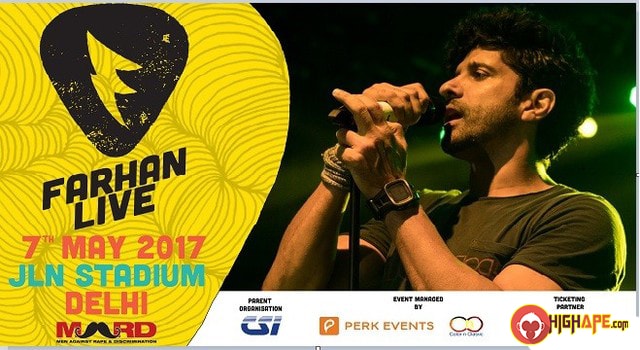 FARHAN
LIVE
7TH MAY 2017
JLN STADIUM
DELHI
MARD
MEN AGAINST RAPE & DISCRIMINATION
PARENT
ORGANISATION
CSI
EVENT MANAGED
BY
PERK EVENTS
TICKETING
PARTNER
HIGHAPE.com